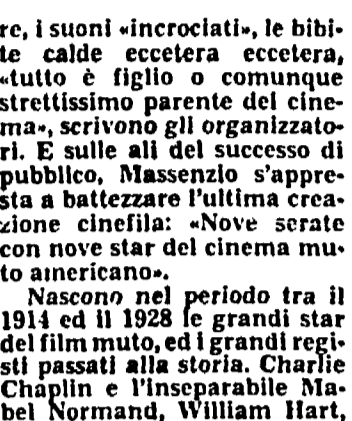 re, i suoni «incrociati», le bibi-
te calde eccetera eccetera,
«tutto è figlio o comunque
strettissimo parente del cine-
ma», scrivono gli organizzato-
ri. E sulle ali del successo di
pubblico, Massenzio s'appre-
sta a battezzare l'ultima crea-
zione cinefila: «Nove serate
con nove star del cinema mu-
to americano».
Nascono nel periodo tra il
1914 ed il 1928 le grandi star
del film muto, ed i grandi regi-
sti passati alla storia. Charlie
Chaplin e l'inseparabile Ma-
bel Normand, William Hart,